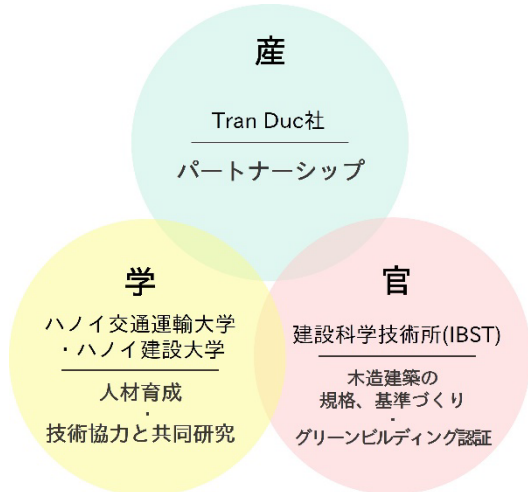 産
Tran Duc社
パートナーシップ
学
ハノイ交通運輸大学
・ハノイ建設大学
人材育成
・
技術協力と共同研究
官
建設科学技術所(IBST)
木造建築の
規格、基準づくり
・
グリーンビルディング認証